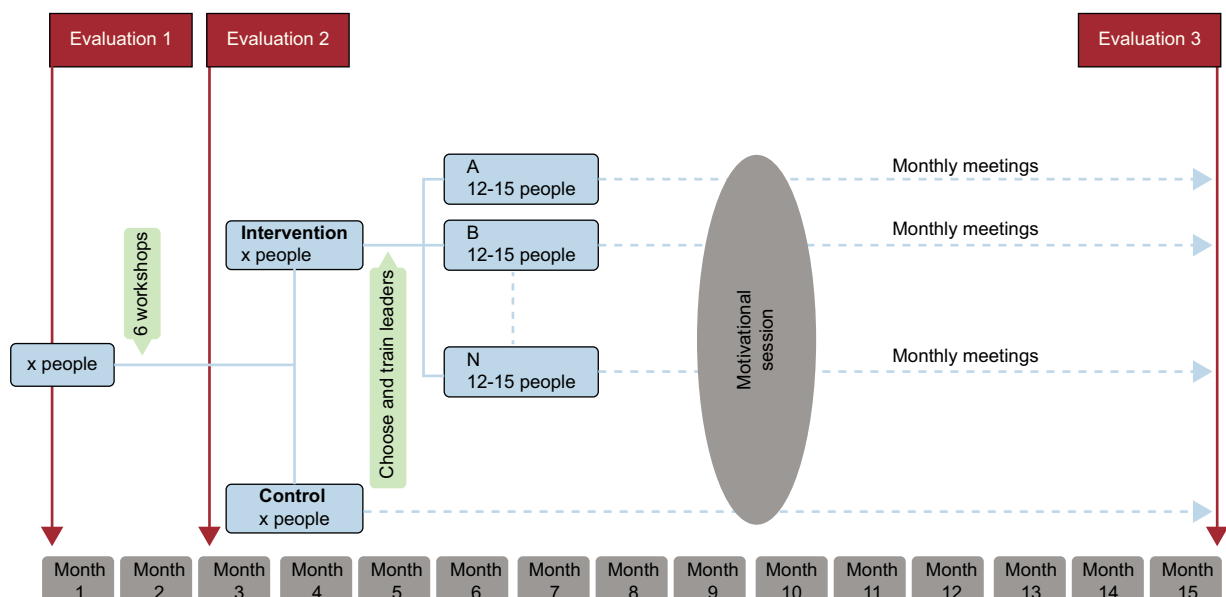 Evaluation 1
Evaluation 2
Evaluation 3
A
12-15 people
Monthly meetings
Intervention
x people
B
12-15 people
Monthly meetings
6 workshops
Choose and train leaders
Motivational
session
x people
N
12-15 people
Monthly meetings
Control
x people
Month
1
Month
2
Month
3
Month
4
Month
5
Month
6
Month
7
Month
8
Month
9
Month
10
Month
11
Month
12
Month
13
Month
14
Month
15